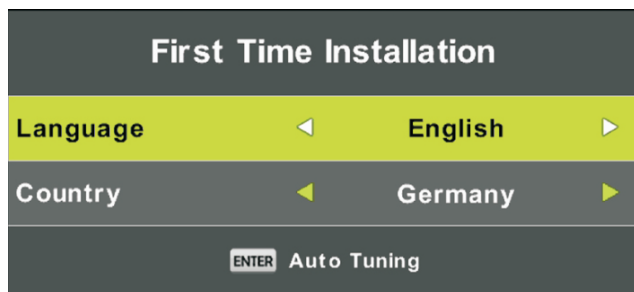 First Time Installation
Language English
Country Germany
ENTER Auto Tuning